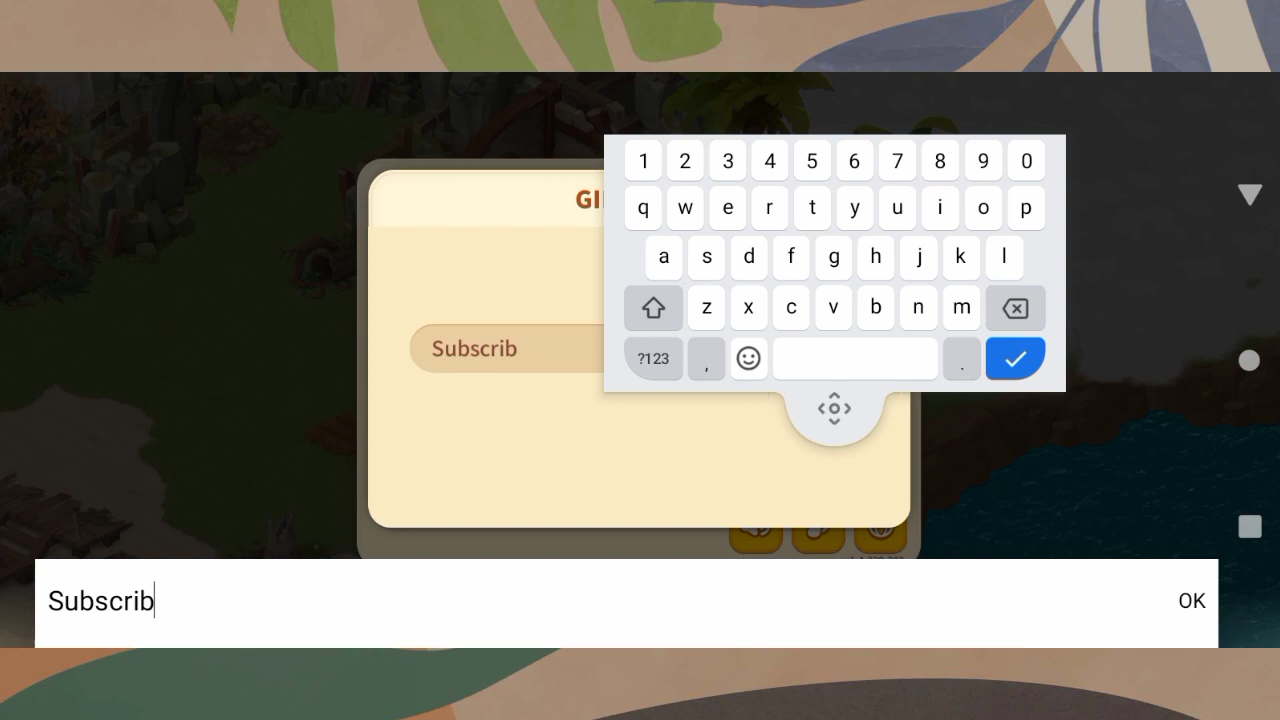 GI
1 2 3 4 5 6 7 8 9 0
q w e r t y u i o p
a s d f g h j k l
Subscrib
z x c v b n m
?123 , .
Subscrib
OK